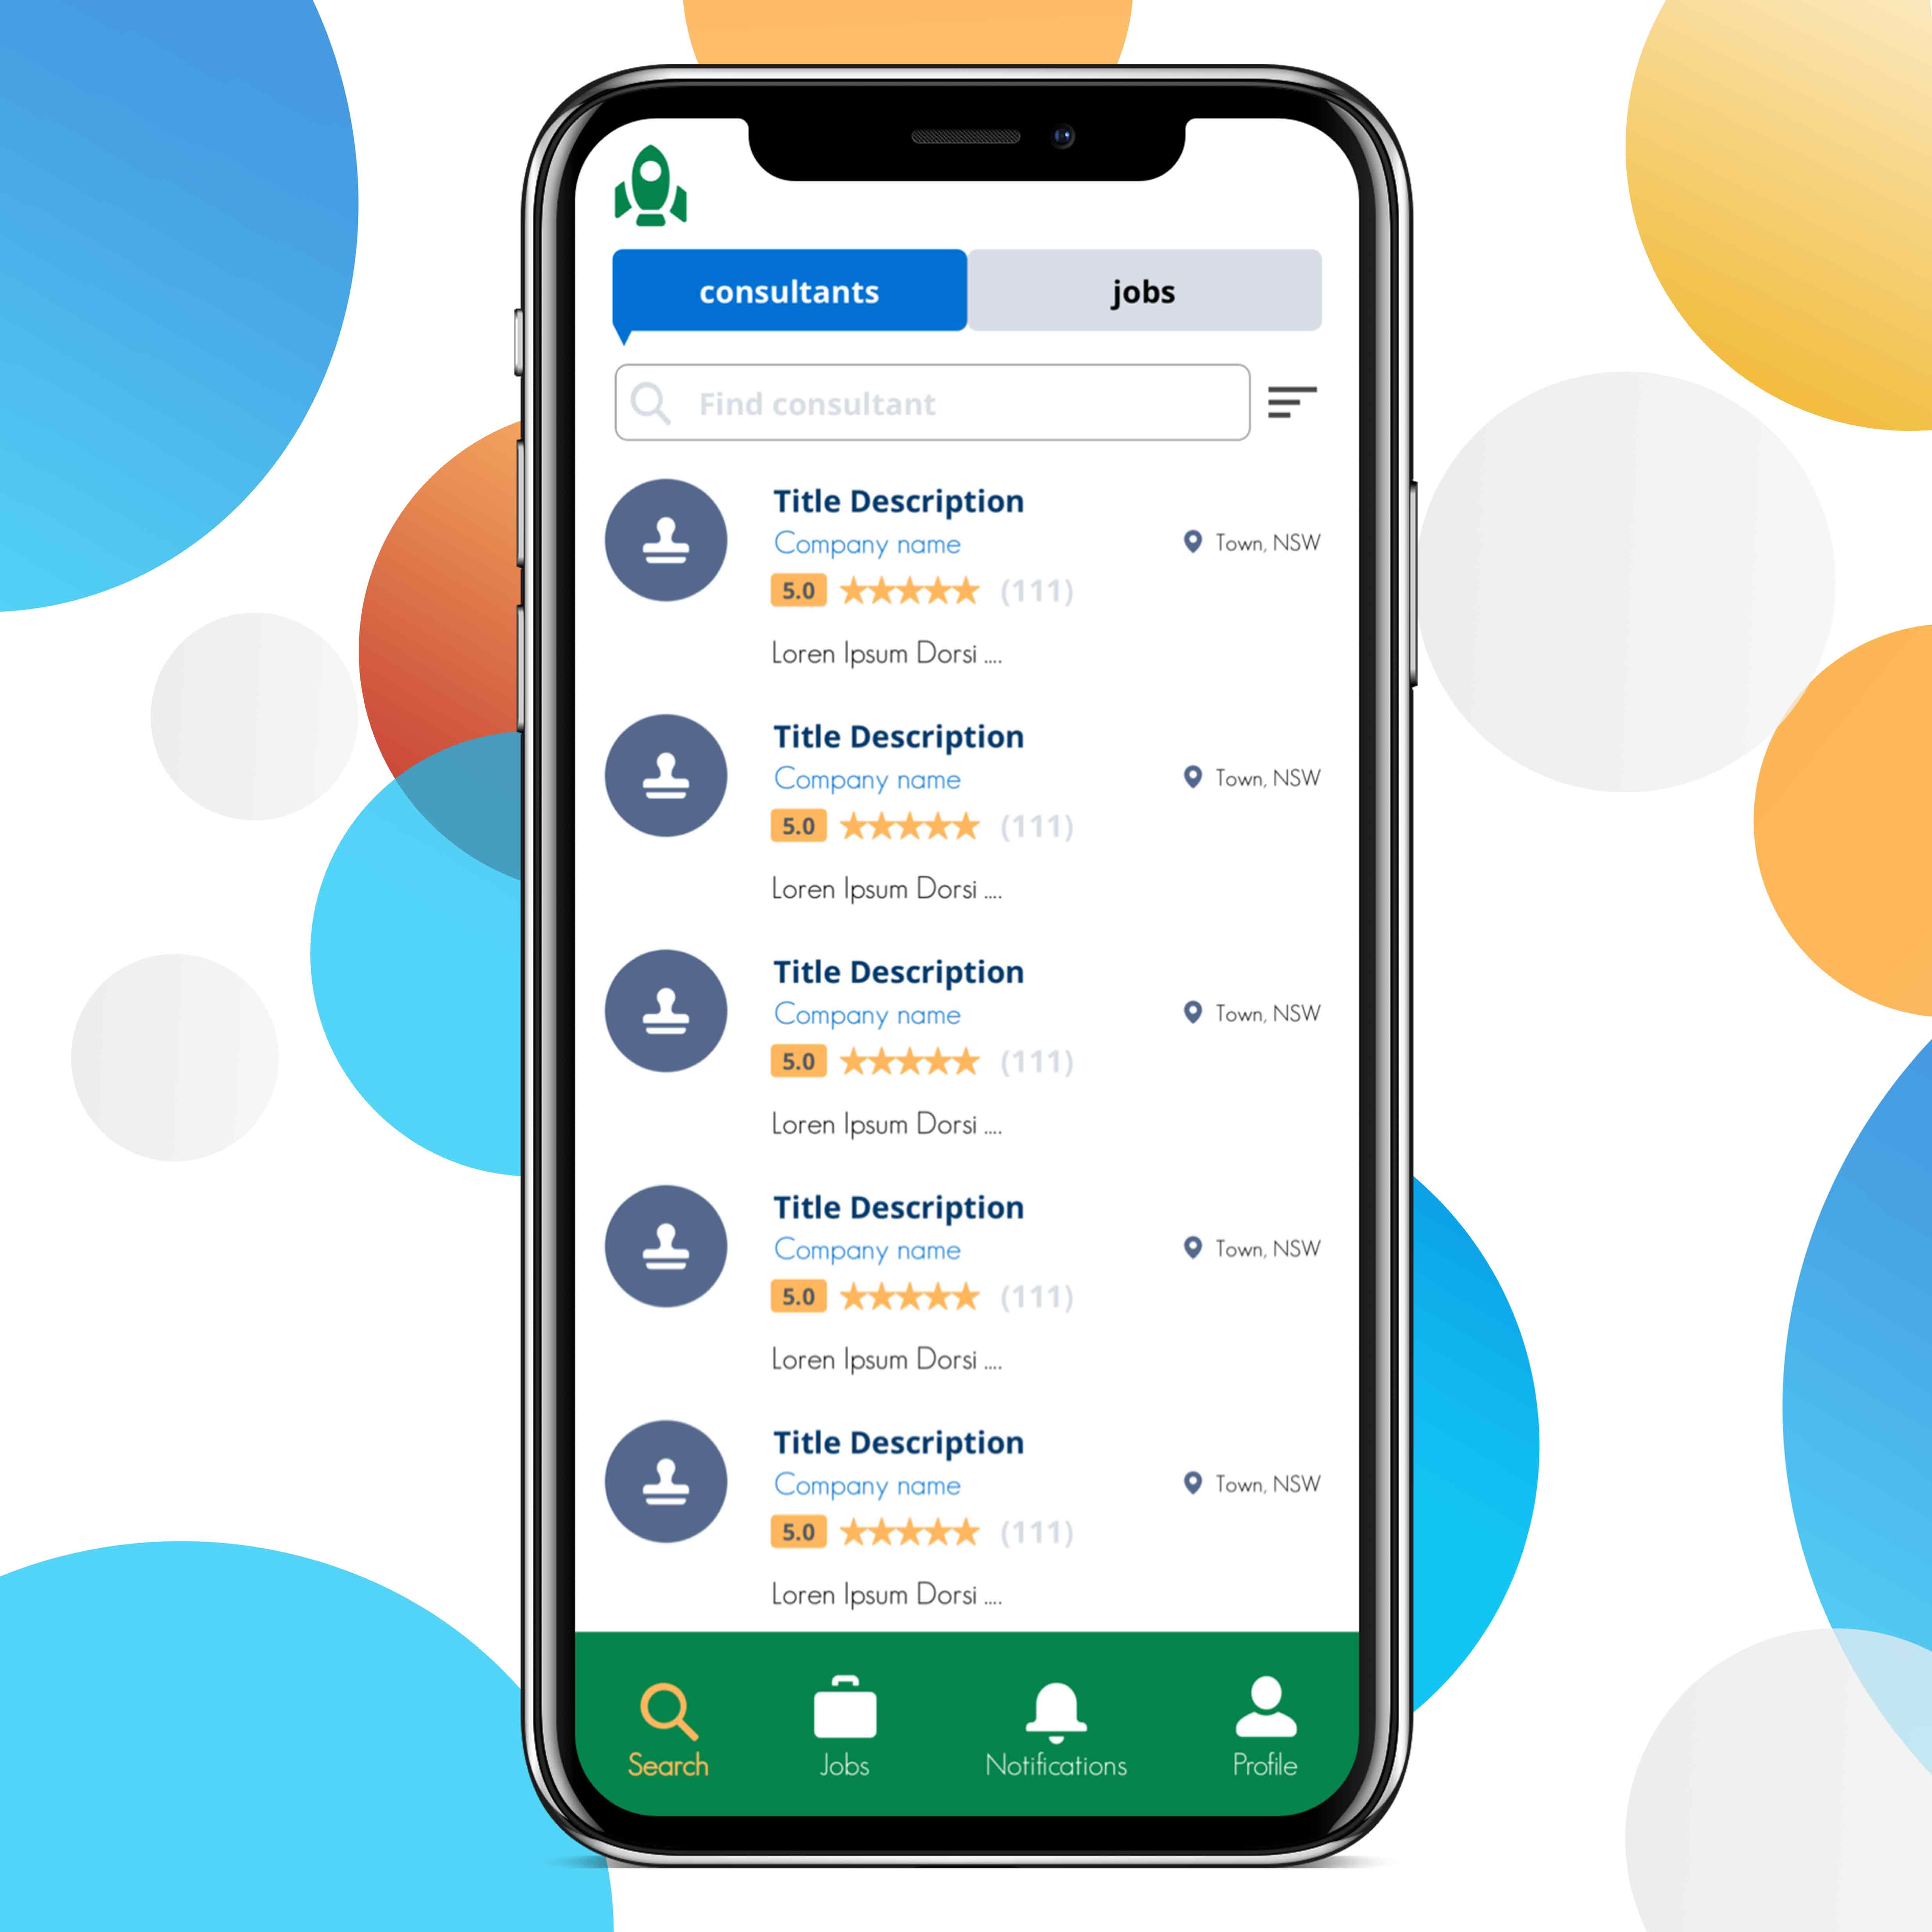 consultants jobs
Find consultant
Title Description
Company name
Town, NSW
5.0 (111)
Loren Ipsum Dorsi ....
Title Description
Company name
Town, NSW
5.0 (111)
Loren Ipsum Dorsi ....
Title Description
Company name
Town, NSW
5.0 (111)
Loren Ipsum Dorsi ....
Title Description
Company name
Town, NSW
5.0 (111)
Loren Ipsum Dorsi ....
Title Description
Company name
Town, NSW
5.0 (111)
Loren Ipsum Dorsi ....
Search Jobs Notifications Profile